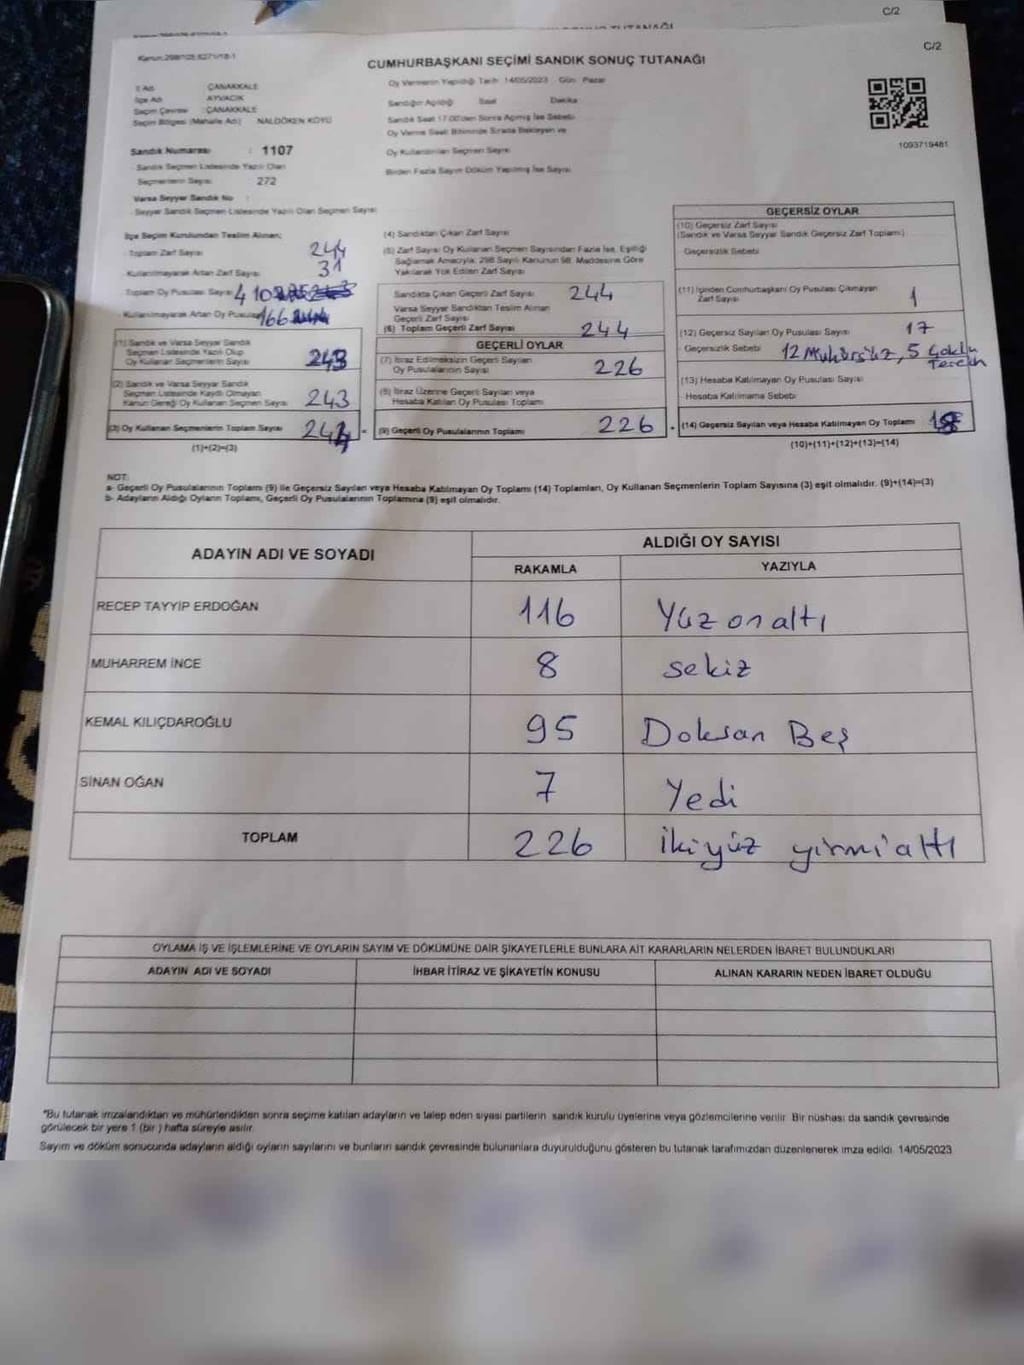 C/2
C/2
Kanun:298/105,6271/18-1
CUMHURBAŞKANI SEÇİMİ SANDIK SONUÇ TUTANAĞI
İl Adı : ÇANAKKALE
İlçe Adı : AYVACIK
Seçim Çevresi : ÇANAKKALE
Seçim Bölgesi (Mahalle Adı) : NALDÖKEN KÖYÜ
Oy Vermenin Yapıldığı Tarih: 14/05/2023 Gün: Pazar
Sandığın Açıldığı Saat Dakika
Sandık Saat 17.00'den Sonra Açılmış İse Sebebi
Oy Verme Saati Bitiminde Sırada Bekleyen ve
Oy Kullandırılan Seçmen Sayısı
Birden Fazla Sayım Döküm Yapılmış İse Sayısı
1093719481
Sandık Numarası : 1107
Sandık Seçmen Listesinde Yazılı Olan
Seçmenlerin Sayısı 272
Varsa Seyyar Sandık No :
Seyyar Sandık Seçmen Listesinde Yazılı Olan Seçmen Sayısı
İlçe Seçim Kurulundan Teslim Alınan;
Toplam Zarf Sayısı 244
Kullanılmayarak Artan Zarf Sayısı 31
Toplam Oy Pusulası Sayısı 410
Kullanılmayarak Artan Oy Pusulası 166
(1) Sandık ve Varsa Seyyar Sandık
Seçmen Listesinde Yazılı Olup
Oy Kullanan Seçmenlerin Sayısı 243
(2) Sandık ve Varsa Seyyar Sandık
Seçmen Listesinde Kayıtlı Olmayan
Kanun Gereği Oy Kullanan Seçmen Sayısı 243
(3) Oy Kullanan Seçmenlerin Toplam Sayısı 244
(1)+(2)=(3)
(4) Sandıktan Çıkan Zarf Sayısı
(5) Zarf Sayısı Oy Kullanan Seçmen Sayısından Fazla İse, Eşitliği
Sağlamak Amacıyla, 298 Sayılı Kanunun 98. Maddesine Göre
Yakılarak Yok Edilen Zarf Sayısı
Sandıkta Çıkan Geçerli Zarf Sayısı 244
Varsa Seyyar Sandıktan Teslim Alınan
Geçerli Zarf Sayısı
(6) Toplam Geçerli Zarf Sayısı 244
GEÇERLİ OYLAR
(7) İtiraz Edilmeksizin Geçerli Sayılan
Oy Pusulalarının Sayısı 226
(8) İtiraz Üzerine Geçerli Sayılan veya
Hesaba Katılan Oy Pusulası Toplamı
(9) Geçerli Oy Pusulalarının Toplamı 226
GEÇERSİZ OYLAR
(10) Geçersiz Zarf Sayısı
(Sandık ve Varsa Seyyar Sandık Geçersiz Zarf Toplamı)
Geçersizlik Sebebi
(11) İçinden Cumhurbaşkanı Oy Pusulası Çıkmayan
Zarf Sayısı 1
(12) Geçersiz Sayılan Oy Pusulası Sayısı 17
Geçersizlik Sebebi 12 Mühürsüz, 5 Çoklu
Tercih
(13) Hesaba Katılmayan Oy Pusulası Sayısı
Hesaba Katılmama Sebebi
(14) Geçersiz Sayılan veya Hesaba Katılmayan Oy Toplamı 18
(10)+(11)+(12)+(13)=(14)
NOT:
a- Geçerli Oy Pusulalarının Toplamı (9) ile Geçersiz Sayılan veya Hesaba Katılmayan Oy Toplamı (14) Toplamları, Oy Kullanan Seçmenlerin Toplam Sayısına (3) eşit olmalıdır. (9)+(14)=(3)
b- Adayların Aldığı Oyların Toplamı, Geçerli Oy Pusulalarının Toplamına (9) eşit olmalıdır.
ADAYIN ADI VE SOYADI ALDIĞI OY SAYISI
RAKAMLA YAZIYLA
RECEP TAYYİP ERDOĞAN 116 Yüz onaltı
MUHARREM İNCE 8 sekiz
KEMAL KILIÇDAROĞLU 95 Doksan Beş
SİNAN OĞAN 7 Yedi
TOPLAM 226 ikiyüz yirmi altı
OYLAMA İŞ VE İŞLEMLERİNE VE OYLARIN SAYIM VE DÖKÜMÜNE DAİR ŞİKAYETLERLE BUNLARA AİT KARARLARIN NELERDEN İBARET BULUNDUKLARI
ADAYIN ADI VE SOYADI İHBAR İTİRAZ VE ŞİKAYETİN KONUSU ALINAN KARARIN NEDEN İBARET OLDUĞU
*Bu tutanak imzalandıktan ve mühürlendikten sonra seçime katılan adayların ve talep eden siyasi partilerin sandık kurulu üyelerine veya gözlemcilerine verilir. Bir nüshası da sandık çevresinde
görülecek bir yere 1 (bir) hafta süreyle asılır.
Sayım ve döküm sonucunda adayların aldığı oyların sayılarını ve bunların sandık çevresinde bulunanlara duyurulduğunu gösteren bu tutanak tarafımızdan düzenlenerek imza edildi. 14/05/2023